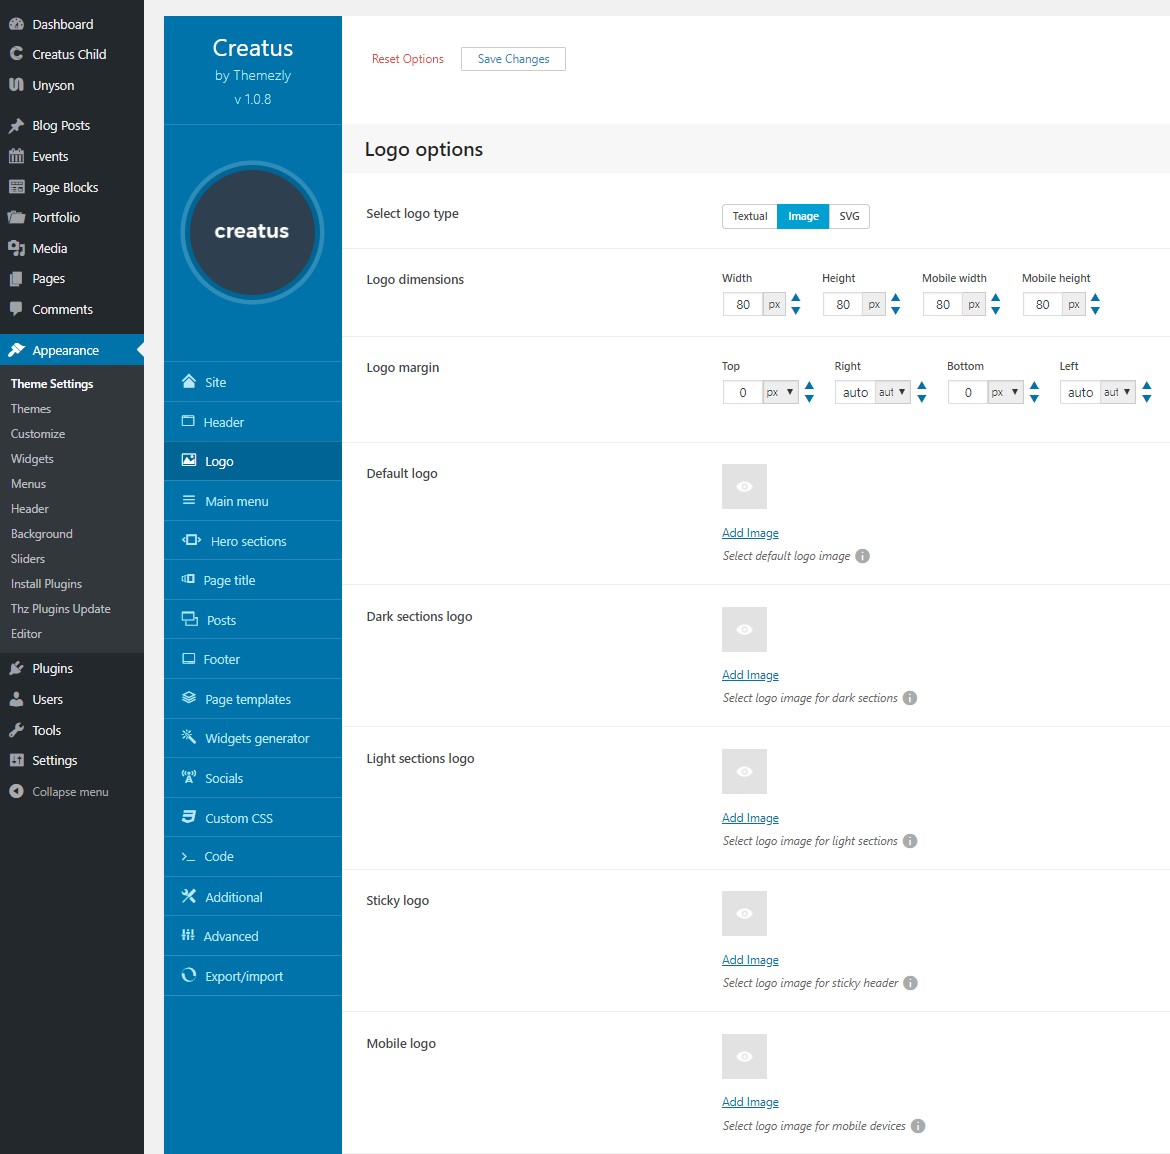 Dashboard
Creatus Child
Unyson
Blog Posts
Events
Page Blocks
Portfolio
Media
Pages
Comments
Appearance
Theme Settings
Themes
Customize
Widgets
Menus
Header
Background
Sliders
Install Plugins
Thz Plugins Update
Editor
Plugins
Users
Tools
Settings
Collapse menu
Creatus
by Themezly
v 1.0.8
creatus
Site
Header
Logo
Main menu
Hero sections
Page title
Posts
Footer
Page templates
Widgets generator
Socials
Custom CSS
Code
Additional
Advanced
Export/import
Reset Options Save Changes
Logo options
Select logo type Textual Image SVG
Logo dimensions Width Height Mobile width Mobile height
80 px 80 px 80 px 80 px
Logo margin Top Right Bottom Left
0 px auto aut 0 px auto aut
Default logo
Add Image
Select default logo image
Dark sections logo
Add Image
Select logo image for dark sections
Light sections logo
Add Image
Select logo image for light sections
Sticky logo
Add Image
Select logo image for sticky header
Mobile logo
Add Image
Select logo image for mobile devices